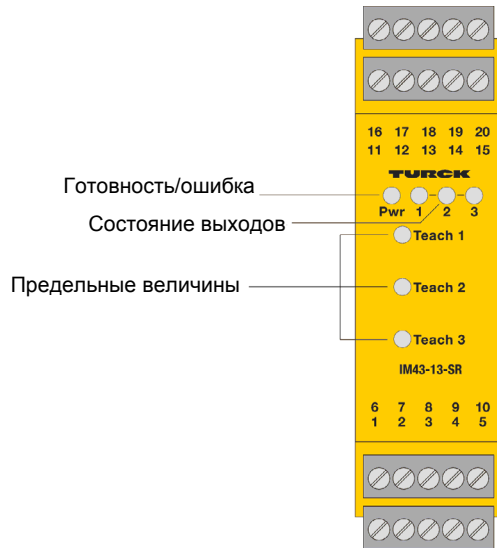 16 17 18 19 20
11 12 13 14 15
TURCK
Готовность/ошибка
Pwr 1 2 3
Состояние выходов
Teach 1
Предельные величины
Teach 2
Teach 3
IM43-13-SR
6 7 8 9 10
1 2 3 4 5